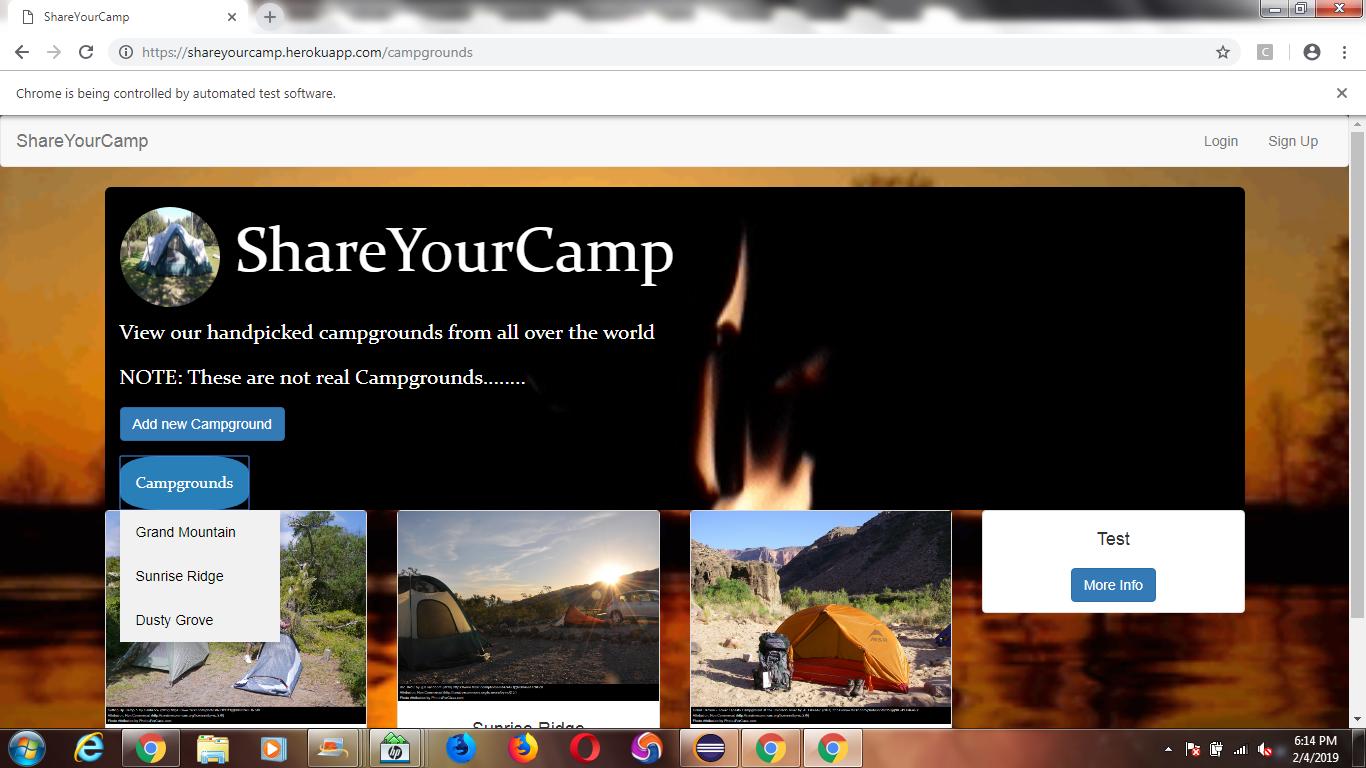 ShareYourCamp
https://shareyourcamp.herokuapp.com/campgrounds
C
Chrome is being controlled by automated test software.
ShareYourCamp
Login
Sign Up
ShareYourCamp
View our handpicked campgrounds from all over the world
NOTE: These are not real Campgrounds........
Add new Campground
Campgrounds
Grand Mountain
Sunrise Ridge
Dusty Grove
Test
More Info
Sunrise Ridge
hp
6:14 PM
2/4/2019